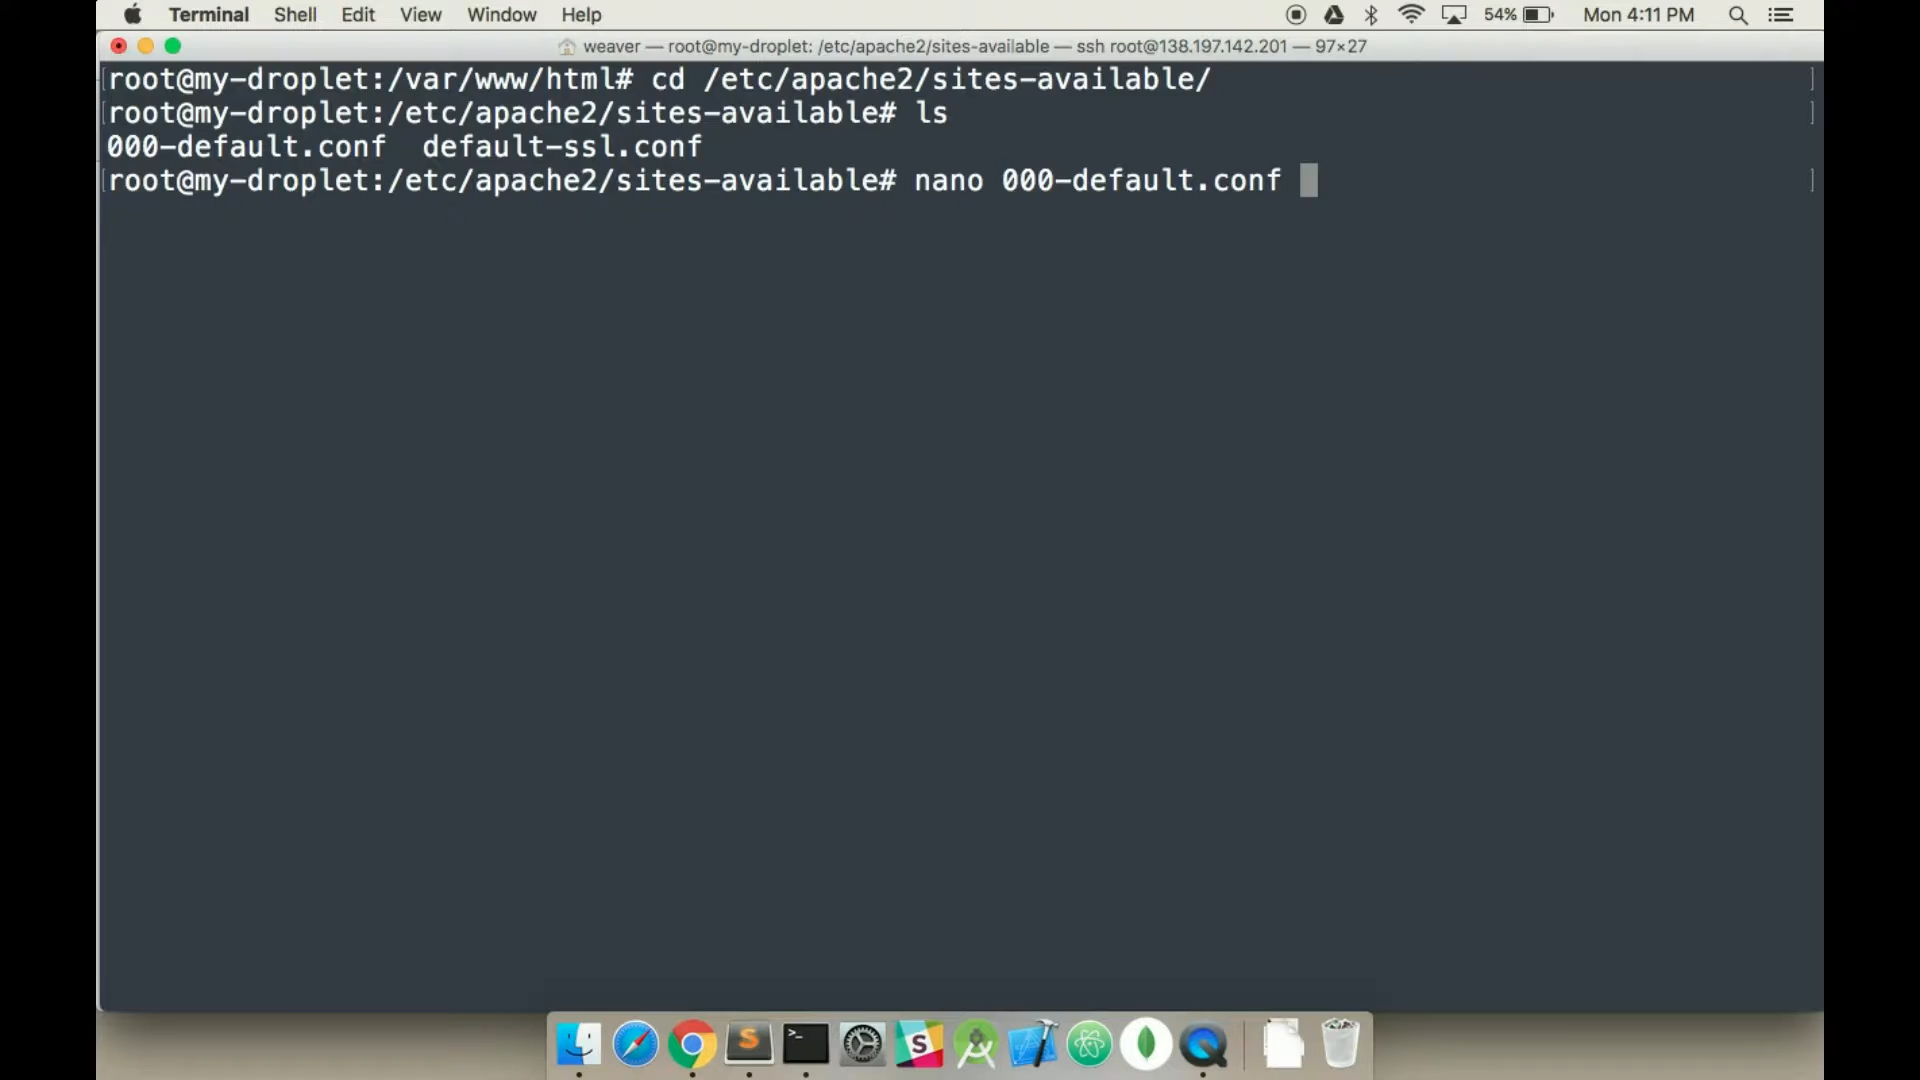 Terminal Shell Edit View Window Help 54% Mon 4:11 PM
weaver — root@my-droplet: /etc/apache2/sites-available — ssh root@138.197.142.201 — 97×27
[root@my-droplet:/var/www/html# cd /etc/apache2/sites-available/ ]
[root@my-droplet:/etc/apache2/sites-available# ls ]
000-default.conf  default-ssl.conf
[root@my-droplet:/etc/apache2/sites-available# nano 000-default.conf ]